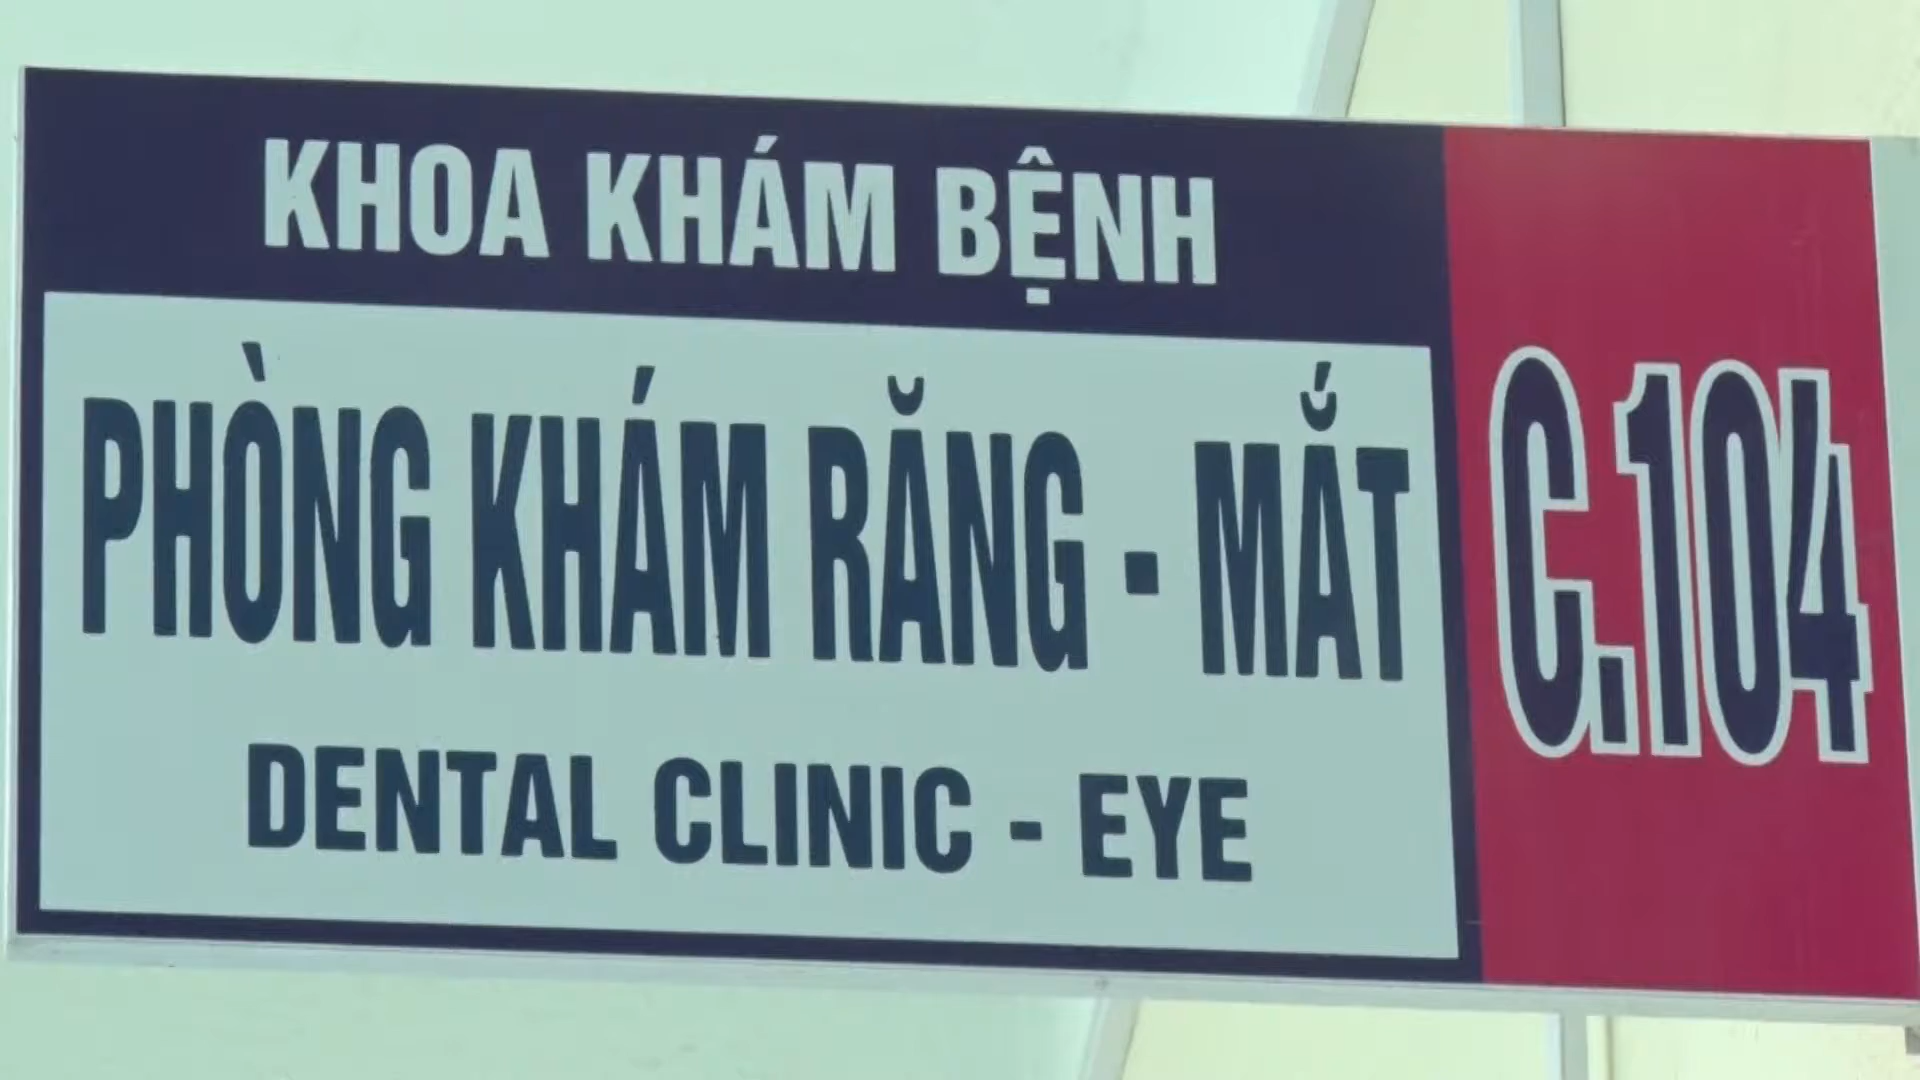 KHOA KHÁM BỆNH
PHÒNG KHÁM RĂNG - MẮT
DENTAL CLINIC - EYE
C.104